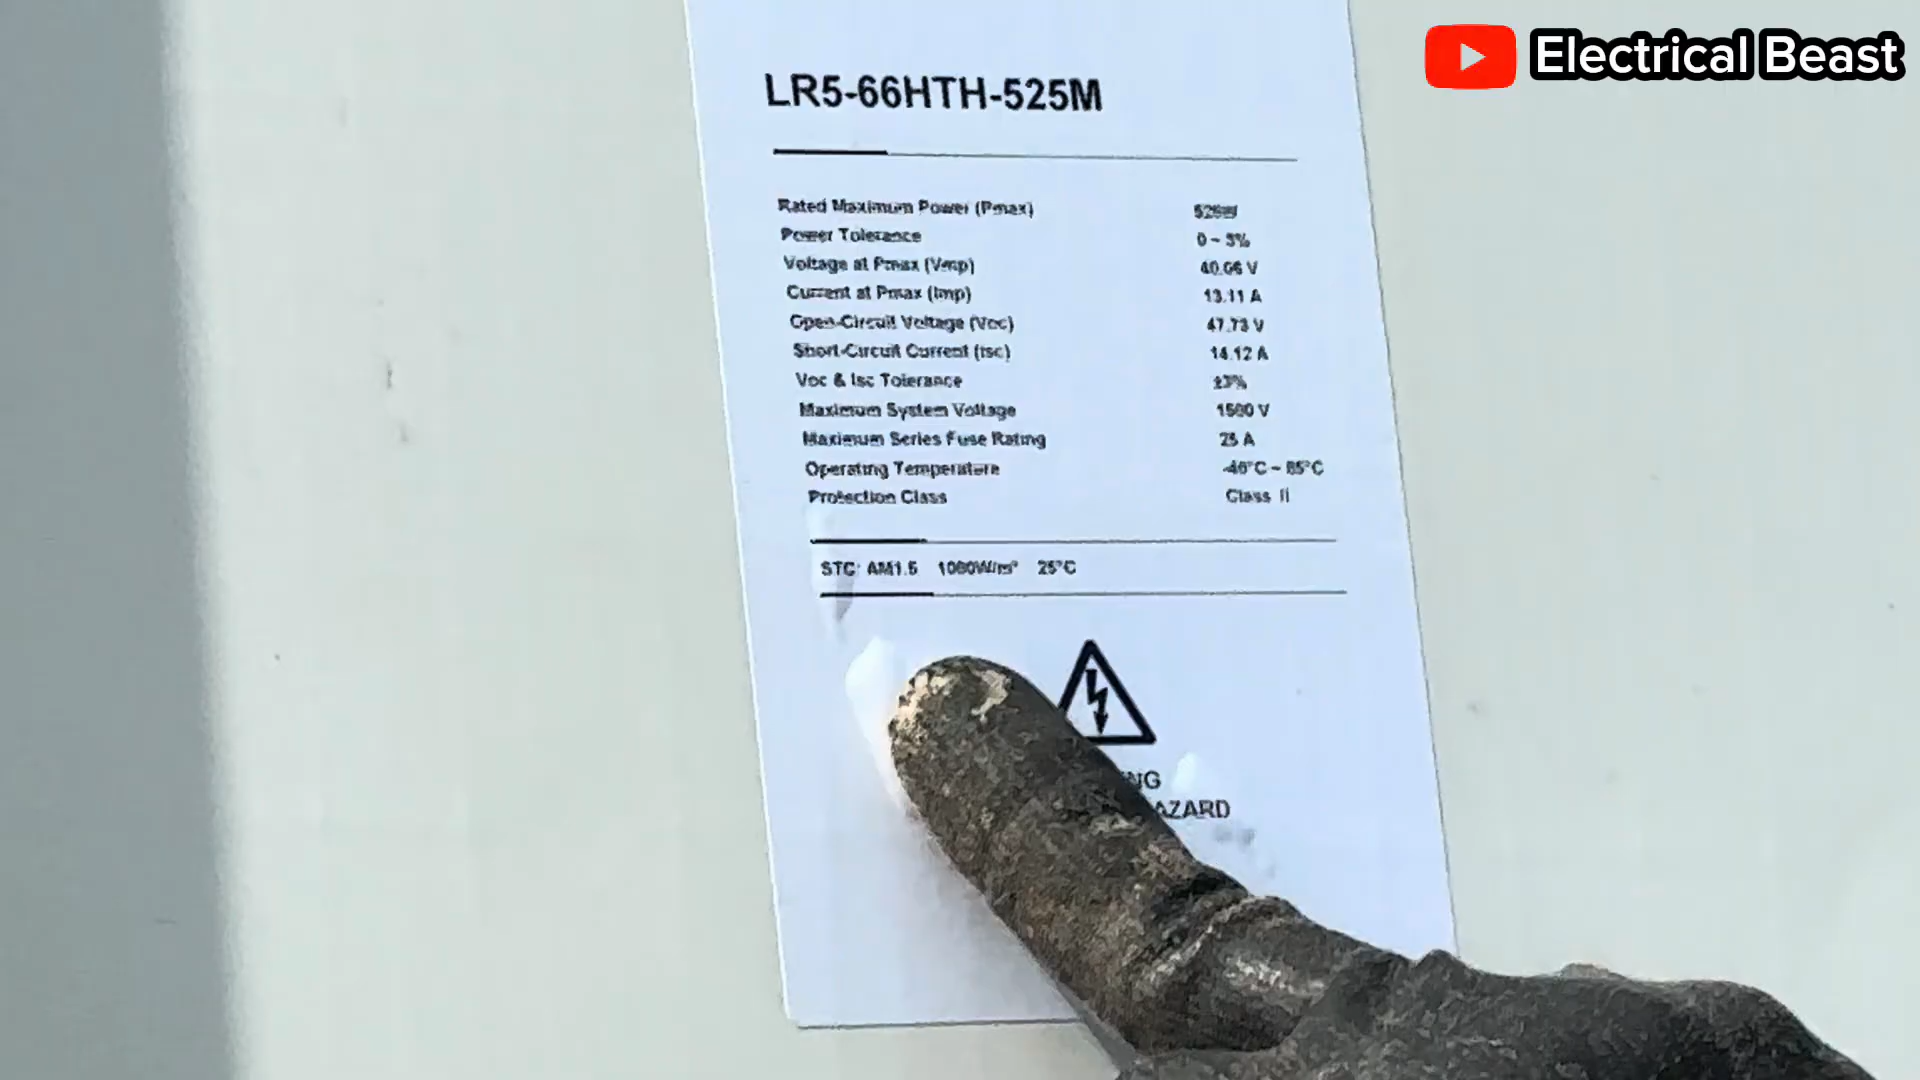 Electrical Beast
LR5-66HTH-525M
Rated Maximum Power (Pmax) 525W
Power Tolerance 0 ~ 3%
Voltage at Pmax (Vmp) 40.06 V
Current at Pmax (Imp) 13.11 A
Open-Circuit Voltage (Voc) 47.73 V
Short-Circuit Current (Isc) 14.12 A
Voc & Isc Tolerance ±3%
Maximum System Voltage 1500 V
Maximum Series Fuse Rating 25 A
Operating Temperature -40°C ~ 85°C
Protection Class Class II
STC: AM1.5 1000W/m² 25°C
NG
AZARD